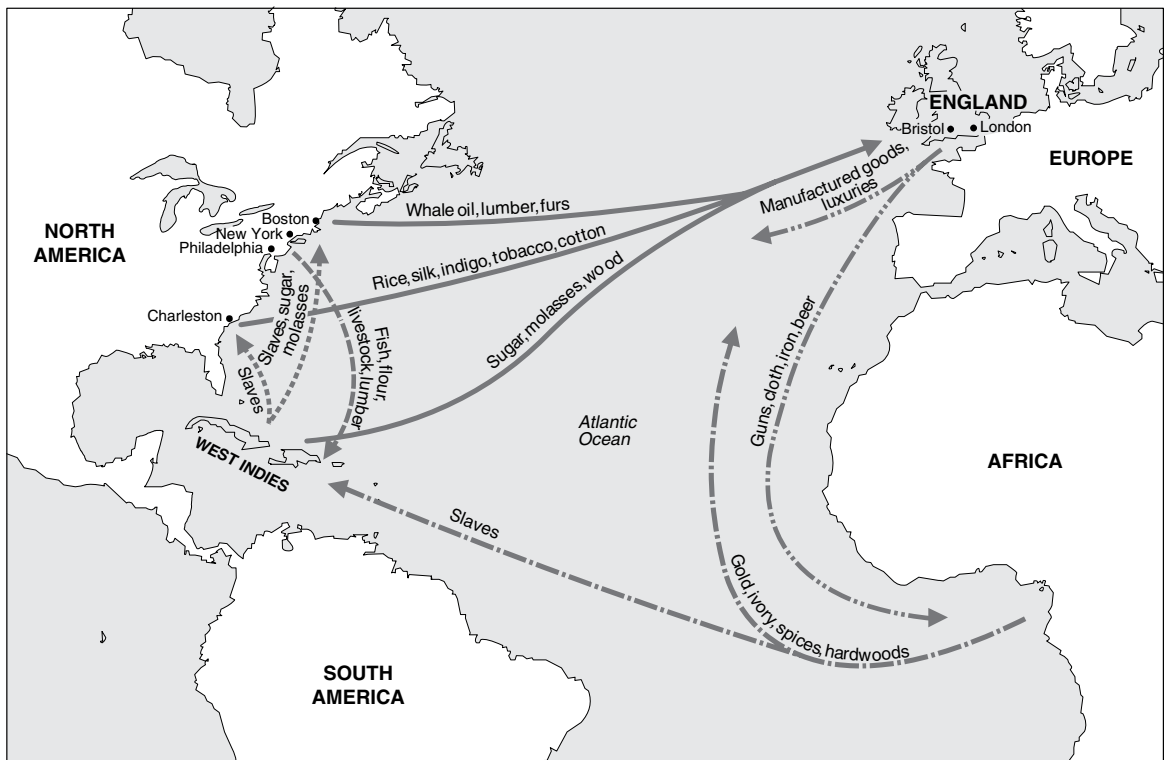 ENGLAND
Bristol
London
EUROPE
Manufactured goods,
luxuries
Whale oil, lumber, furs
Boston
New York
Philadelphia
NORTH
AMERICA
Rice, silk, indigo, tobacco, cotton
Slaves, sugar,
molasses
Charleston
Fish, flour,
livestock, lumber
Sugar, molasses, wood
Guns, cloth, iron, beer
Slaves
Atlantic
Ocean
WEST INDIES
AFRICA
Slaves
Gold, ivory, spices, hardwoods
SOUTH
AMERICA